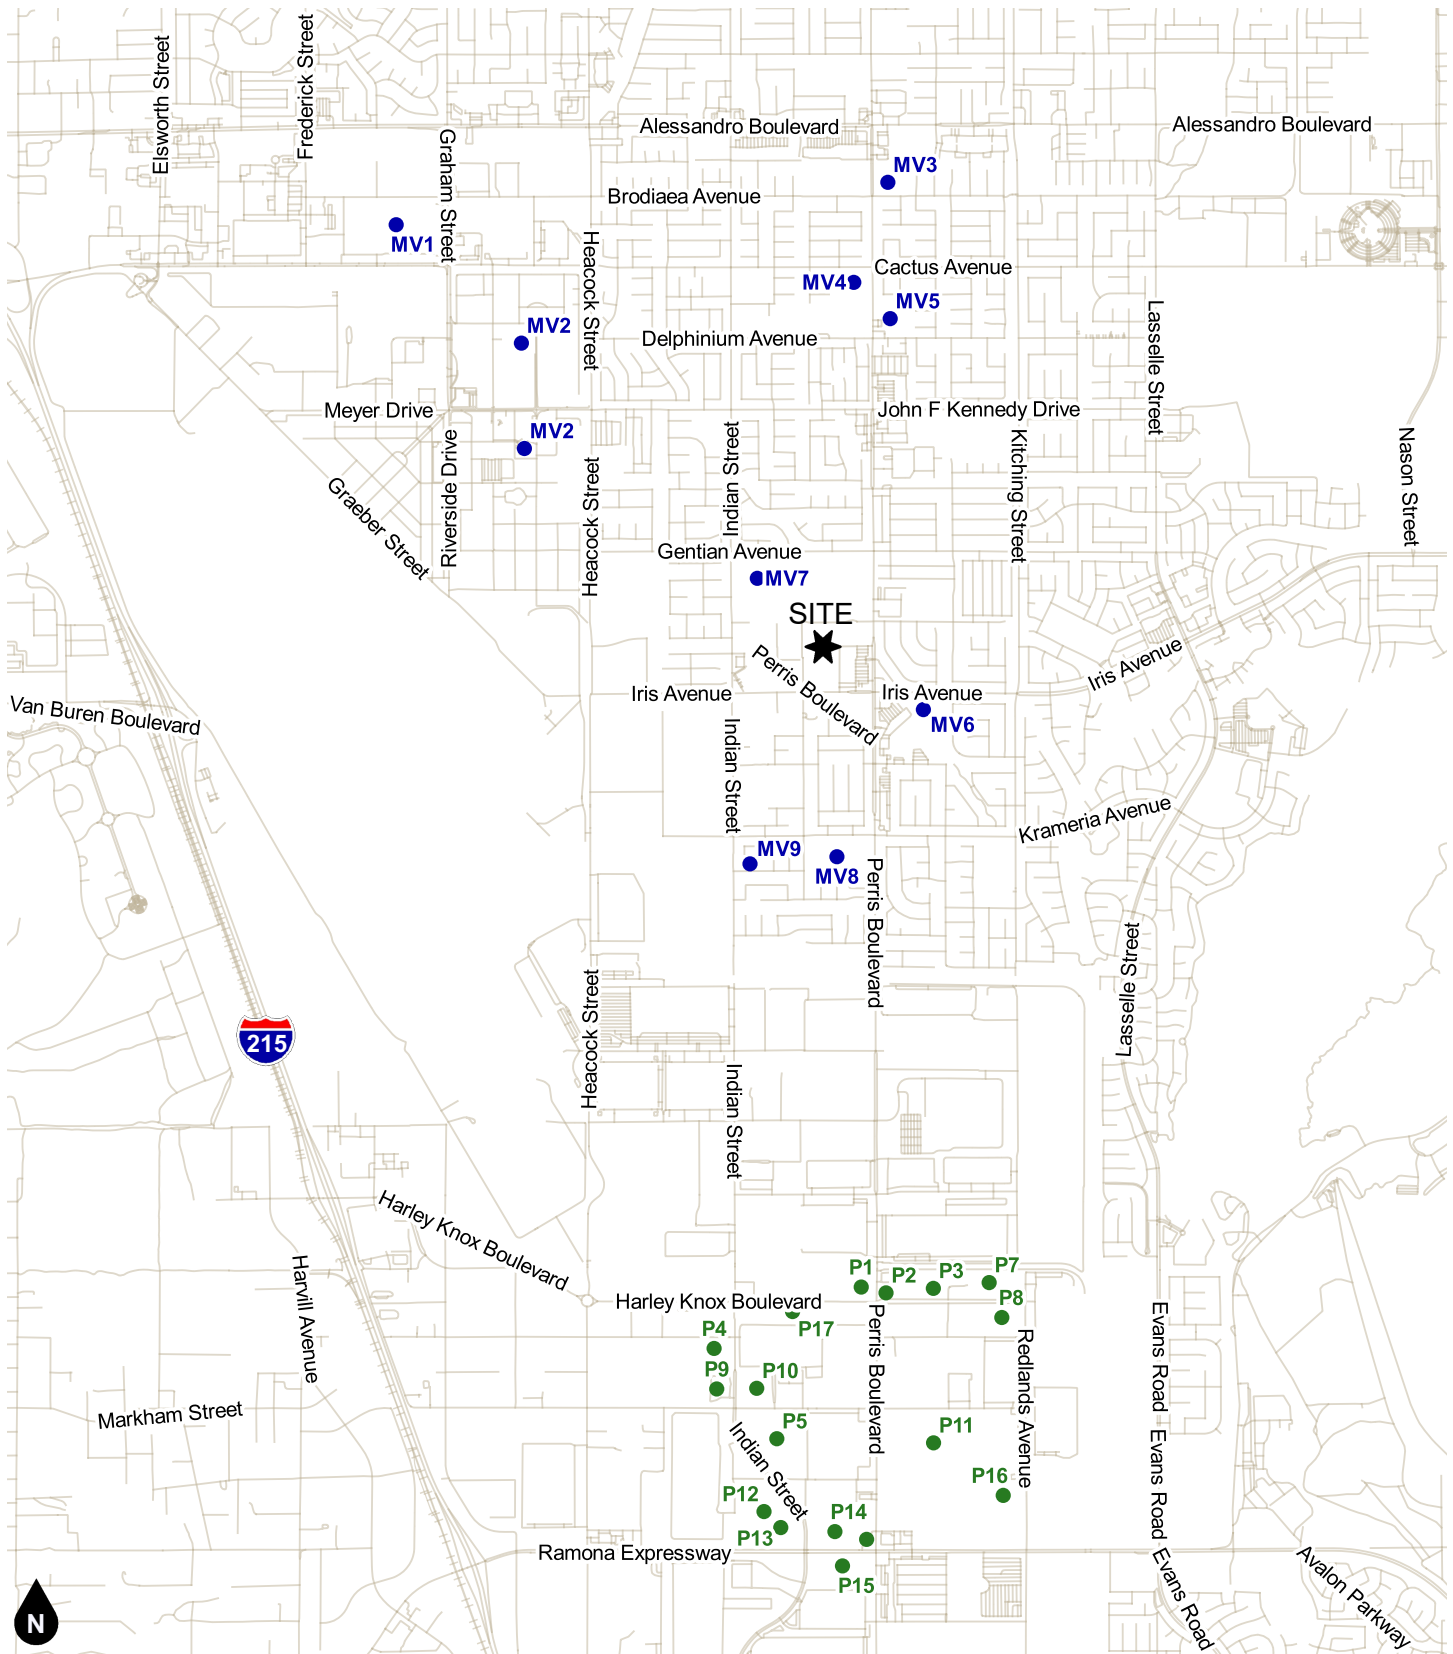 Elsworth Street
Frederick Street
Graham Street
Alessandro Boulevard
Alessandro Boulevard
MV3
Brodiaea Avenue
MV1
Heacock Street
Cactus Avenue
MV4
MV5
MV2
Delphinium Avenue
Lasselle Street
Meyer Drive
John F Kennedy Drive
MV2
Indian Street
Kitching Street
Nason Street
Riverside Drive
Graeber Street
Heacock Street
Gentian Avenue
MV7
SITE
Perris Boulevard
Iris Avenue
Iris Avenue
Iris Avenue
MV6
Van Buren Boulevard
Indian Street
Krameria Avenue
MV9
MV8
Perris Boulevard
Lasselle Street
Heacock Street
215
Indian Street
Harley Knox Boulevard
Harvill Avenue
P1
P2
P3
P7
P8
Harley Knox Boulevard
P17
P4
Perris Boulevard
Redlands Avenue
Evans Road
P9
P10
Markham Street
P5
P11
Indian Street
Evans Road
P16
P12
P13
P14
Ramona Expressway
P15
Evans Road
Avalon Parkway
N